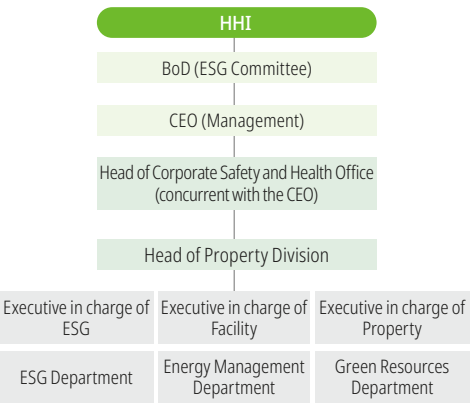 HHI
BoD (ESG Committee)
CEO (Management)
Head of Corporate Safety and Health Office
(concurrent with the CEO)
Head of Property Division
Executive in charge of
ESG
Executive in charge of
Facility
Executive in charge of
Property
ESG Department
Energy Management
Department
Green Resources
Department